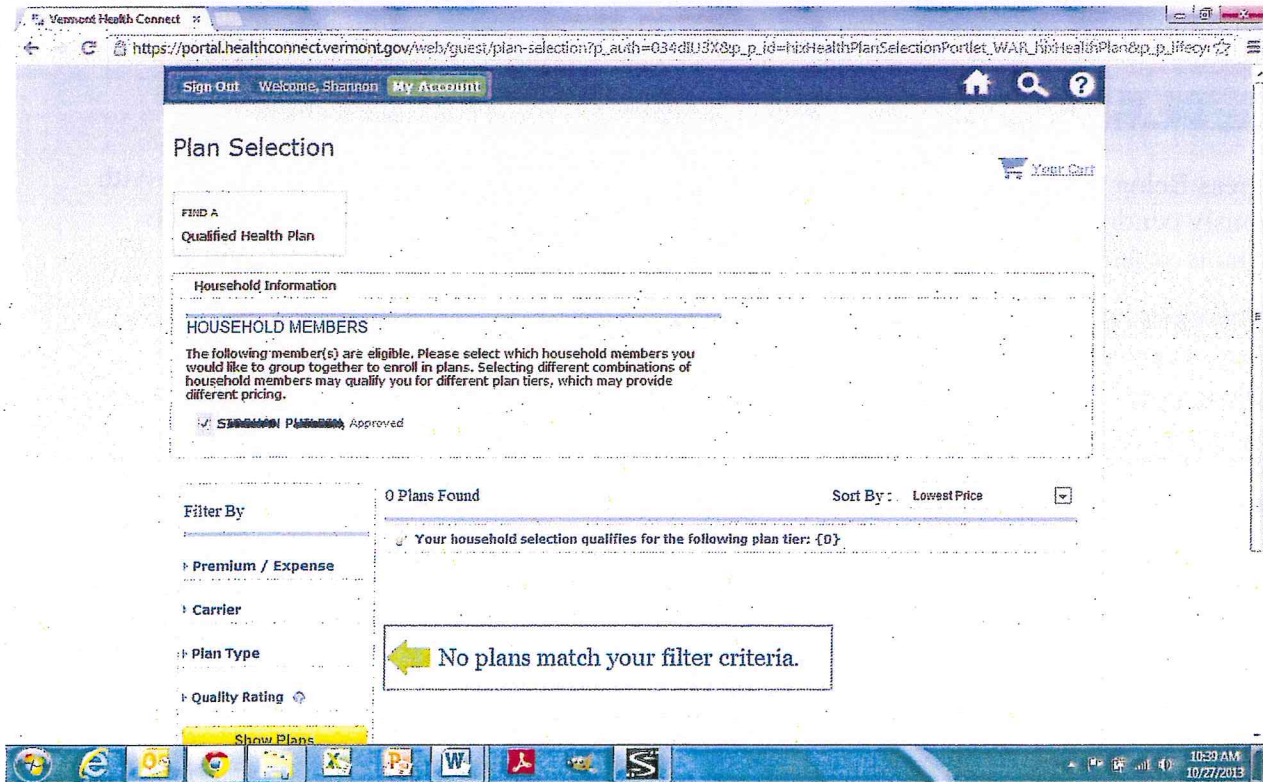 Vermont Health Connect
https://portal.healthconnect.vermont.gov/web/guest/plan-selection?p_auth=034dIU3X&p_p_id=hixHealthPlanSelectionPortlet_WAR_hixHealthPlan&p_p_lifecy
Sign Out Welcome, Shannon My Account
Plan Selection
Your Cart
FIND A
Qualified Health Plan
Household Information
HOUSEHOLD MEMBERS
The following member(s) are eligible. Please select which household members you
would like to group together to enroll in plans. Selecting different combinations of
household members may qualify you for different plan tiers, which may provide
different pricing.
Approved
0 Plans Found
Sort By: Lowest Price
Filter By
Your household selection qualifies for the following plan tier: {0}
Premium / Expense
Carrier
Plan Type
No plans match your filter criteria.
Quality Rating
Show Plans
10:39 AM
10/27/2013